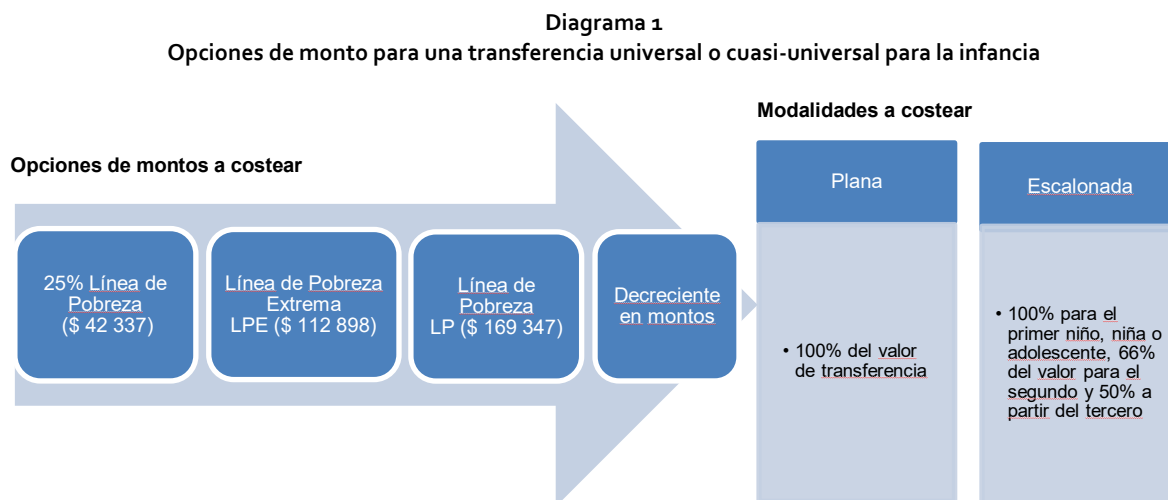 Diagrama 1
Opciones de monto para una transferencia universal o cuasi-universal para la infancia
Opciones de montos a costear
25% Línea de
Pobreza
($ 42 337)
Línea de Pobreza
Extrema
LPE ($ 112 898)
Línea de
Pobreza
LP ($ 169 347)
Decreciente
en montos
Modalidades a costear
Plana
• 100% del valor
de transferencia
Escalonada
• 100% para el
primer niño, niña o
adolescente, 66%
del valor para el
segundo y 50% a
partir del tercero